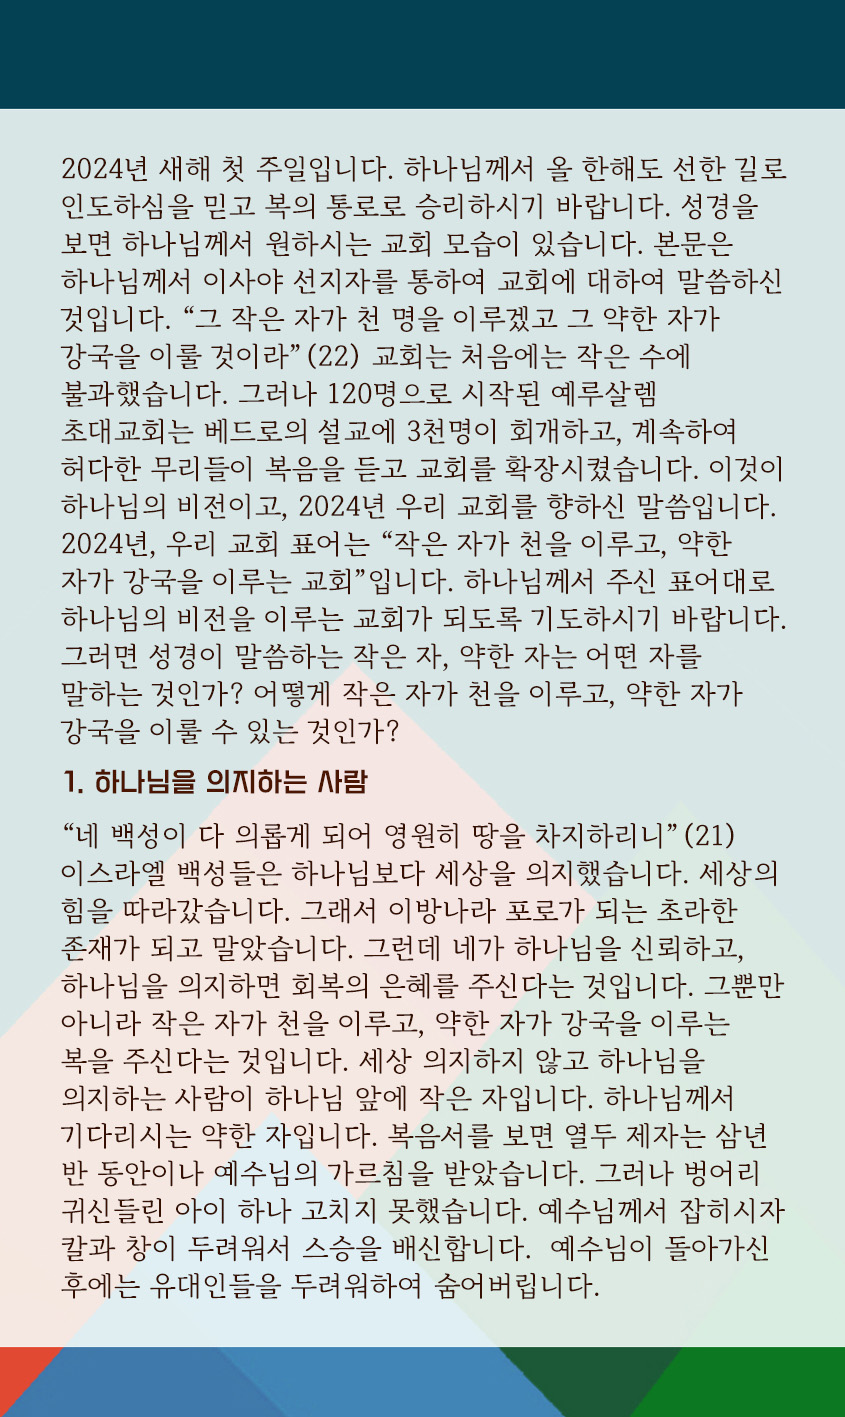 2024년 새해 첫 주일입니다. 하나님께서 올 한해도 선한 길로
인도하심을 믿고 복의 통로로 승리하시기 바랍니다. 성경을
보면 하나님께서 원하시는 교회 모습이 있습니다. 본문은
하나님께서 이사야 선지자를 통하여 교회에 대하여 말씀하신
것입니다. “그 작은 자가 천 명을 이루겠고 그 약한 자가
강국을 이룰 것이라”(22) 교회는 처음에는 작은 수에
불과했습니다. 그러나 120명으로 시작된 예루살렘
초대교회는 베드로의 설교에 3천명이 회개하고, 계속하여
허다한 무리들이 복음을 듣고 교회를 확장시켰습니다. 이것이
하나님의 비전이고, 2024년 우리 교회를 향하신 말씀입니다.
2024년, 우리 교회 표어는 “작은 자가 천을 이루고, 약한
자가 강국을 이루는 교회”입니다. 하나님께서 주신 표어대로
하나님의 비전을 이루는 교회가 되도록 기도하시기 바랍니다.
그러면 성경이 말씀하는 작은 자, 약한 자는 어떤 자를
말하는 것인가? 어떻게 작은 자가 천을 이루고, 약한 자가
강국을 이룰 수 있는 것인가?
1. 하나님을 의지하는 사람
“네 백성이 다 의롭게 되어 영원히 땅을 차지하리니”(21)
이스라엘 백성들은 하나님보다 세상을 의지했습니다. 세상의
힘을 따라갔습니다. 그래서 이방나라 포로가 되는 초라한
존재가 되고 말았습니다. 그런데 네가 하나님을 신뢰하고,
하나님을 의지하면 회복의 은혜를 주신다는 것입니다. 그뿐만
아니라 작은 자가 천을 이루고, 약한 자가 강국을 이루는
복을 주신다는 것입니다. 세상 의지하지 않고 하나님을
의지하는 사람이 하나님 앞에 작은 자입니다. 하나님께서
기다리시는 약한 자입니다. 복음서를 보면 열두 제자는 삼년
반 동안이나 예수님의 가르침을 받았습니다. 그러나 벙어리
귀신들린 아이 하나 고치지 못했습니다. 예수님께서 잡히시자
칼과 창이 두려워서 스승을 배신합니다. 예수님이 돌아가신
후에는 유대인들을 두려워하여 숨어버립니다.